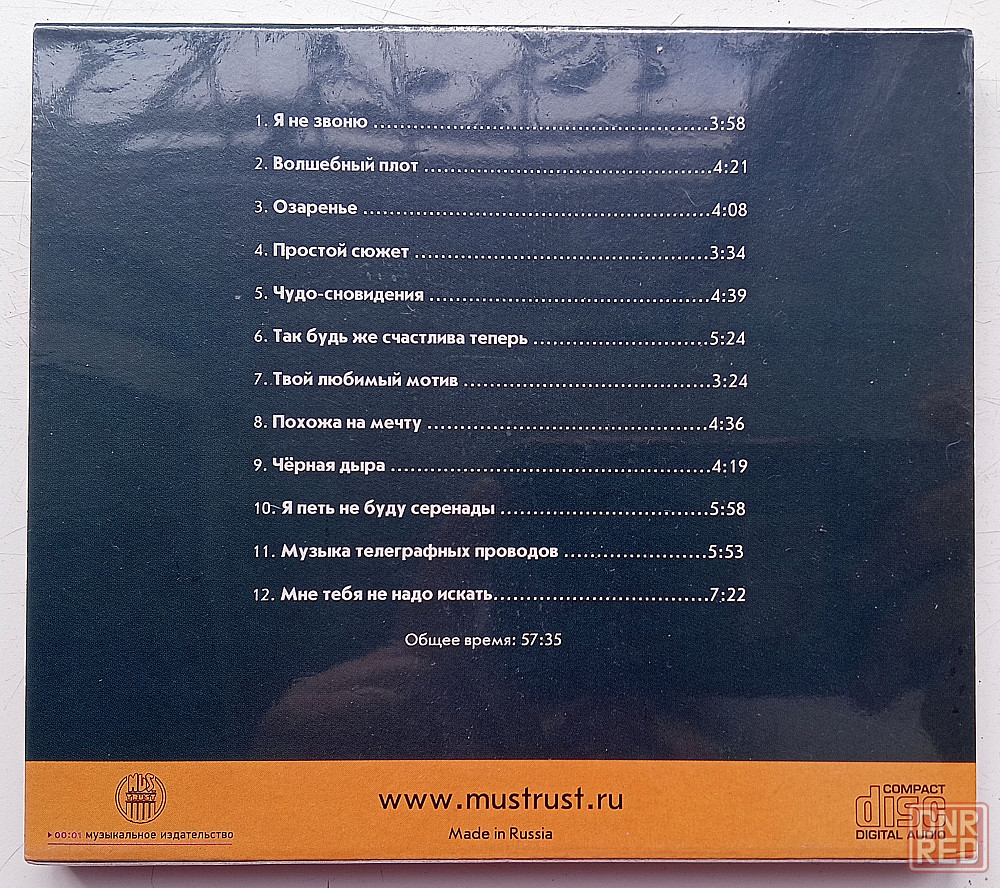 1. Я не звоню ........................................3:58
2. Волшебный плот ........................................4:21
3. Озаренье ........................................4:08
4. Простой сюжет ........................................3:34
5. Чудо-сновидения ........................................4:39
6. Так будь же счастлива теперь ..............................5:24
7. Твой любимый мотив ...................................3:24
8. Похожа на мечту ........................................4:36
9. Чёрная дыра ........................................4:19
10. Я петь не буду серенады ..............................5:58
11. Музыка телеграфных проводов .....................5:53
12. Мне тебя не надо искать...............................7:22
Общее время: 57:35
MUS
TRUST
00:01 музыкальное издательство
www.mustrust.ru
Made in Russia
COMPACT
disc
DIGITAL AUDIO
DNR
RED